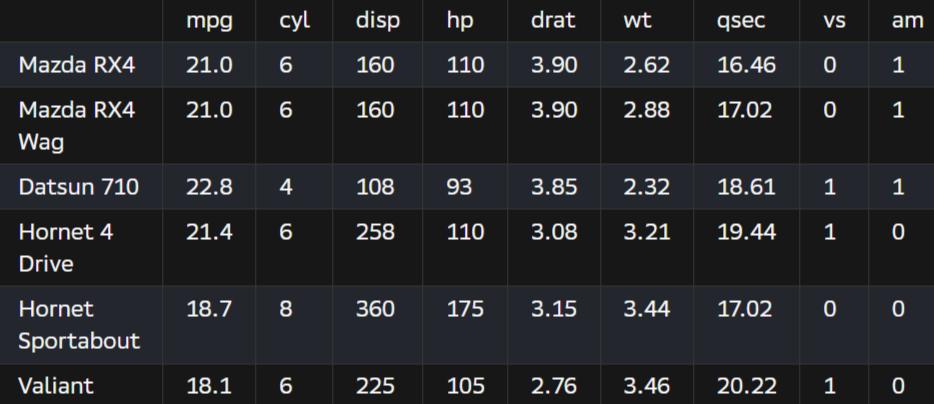 mpg cyl disp hp drat wt qsec vs am
Mazda RX4 21.0 6 160 110 3.90 2.62 16.46 0 1
Mazda RX4 21.0 6 160 110 3.90 2.88 17.02 0 1
Wag
Datsun 710 22.8 4 108 93 3.85 2.32 18.61 1 1
Hornet 4 21.4 6 258 110 3.08 3.21 19.44 1 0
Drive
Hornet 18.7 8 360 175 3.15 3.44 17.02 0 0
Sportabout
Valiant 18.1 6 225 105 2.76 3.46 20.22 1 0